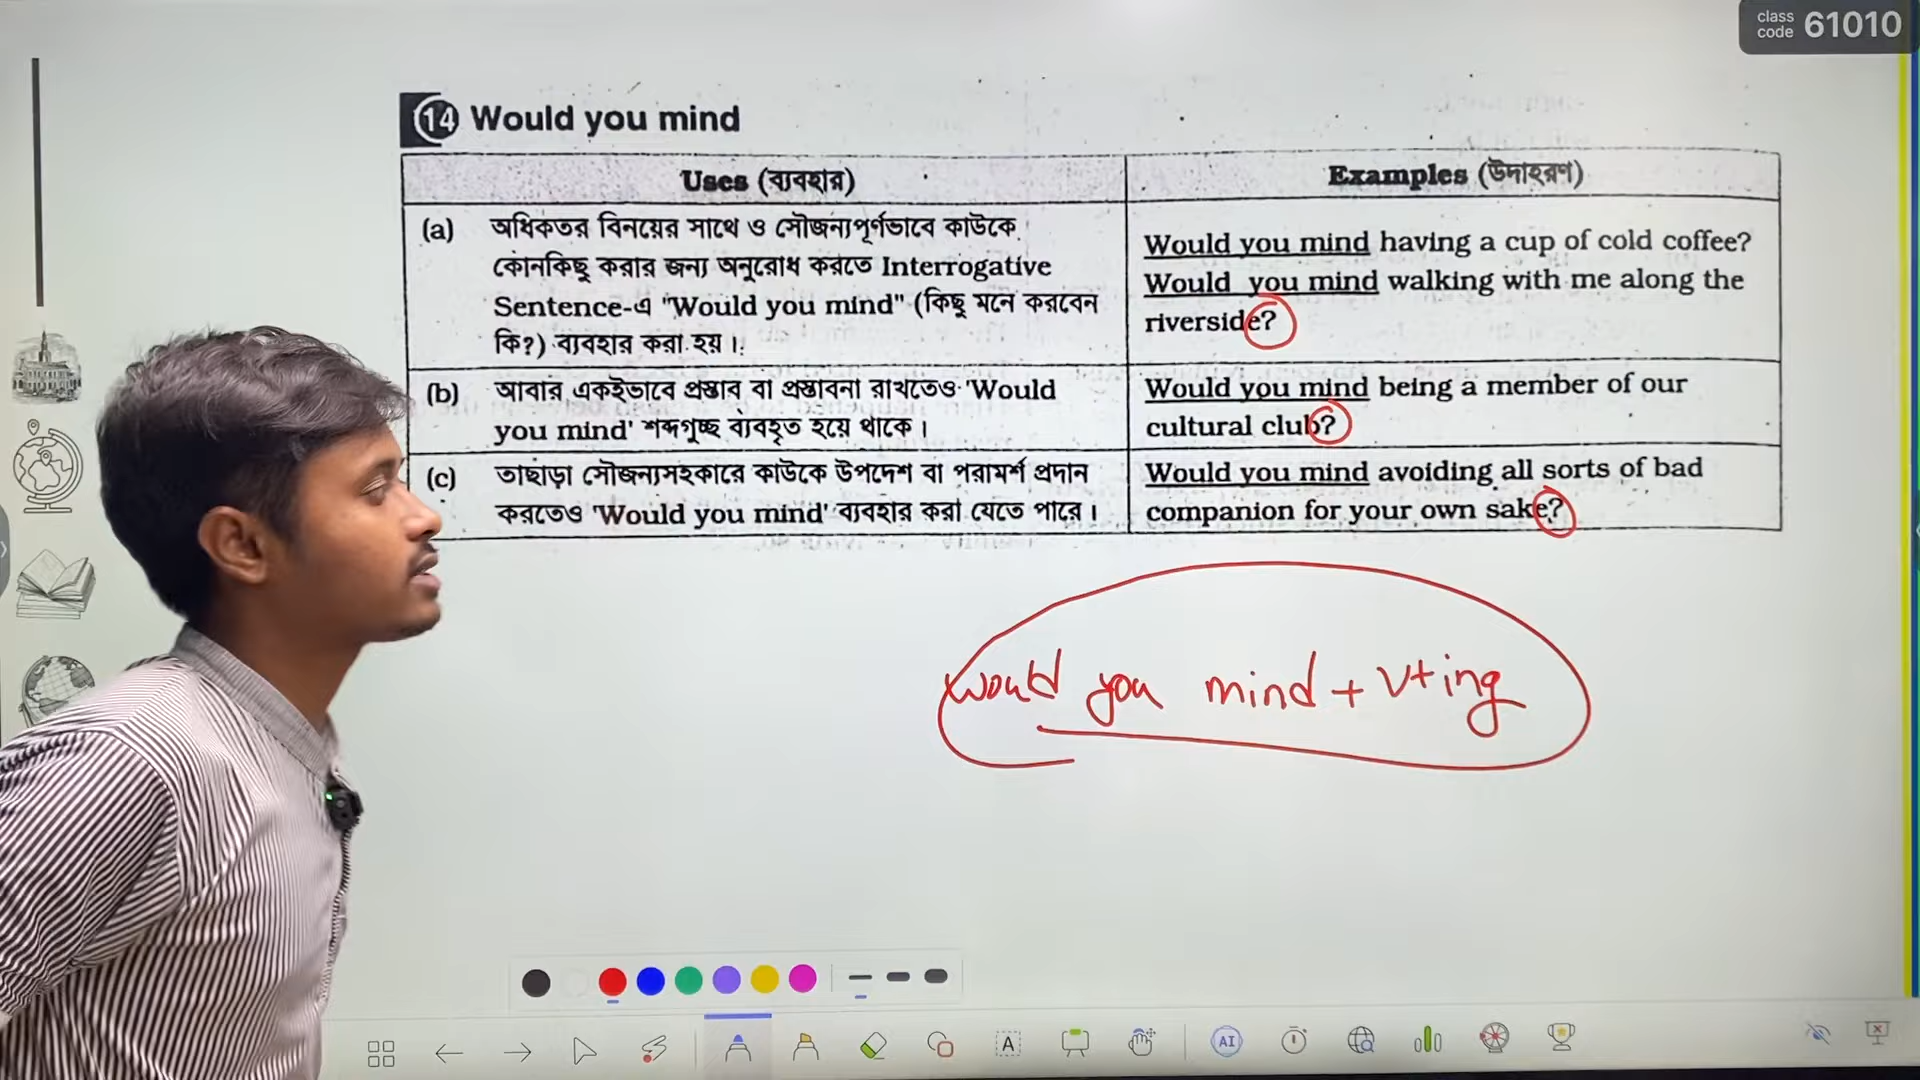 class code 61010
14 Would you mind
Uses (ব্যবহার)
Examples (উদাহরণ)
(a) অধিকতর বিনয়ের সাথে ও সৌজন্যপূর্ণভাবে কাউকে
কোনকিছু করার জন্য অনুরোধ করতে Interrogative
Sentence-এ "Would you mind" (কিছু মনে করবেন
কি?) ব্যবহার করা হয়।
Would you mind having a cup of cold coffee?
Would you mind walking with me along the
riverside?
(b) আবার একইভাবে প্রস্তাব বা প্রস্তাবনা রাখতেও 'Would
you mind' শব্দগুচ্ছ ব্যবহৃত হয়ে থাকে।
Would you mind being a member of our
cultural club?
(c) তাছাড়া সৌজন্যসহকারে কাউকে উপদেশ বা পরামর্শ প্রদান
করতেও 'Would you mind' ব্যবহার করা যেতে পারে।
Would you mind avoiding all sorts of bad
companion for your own sake?
would you mind + v+ing
A
AI